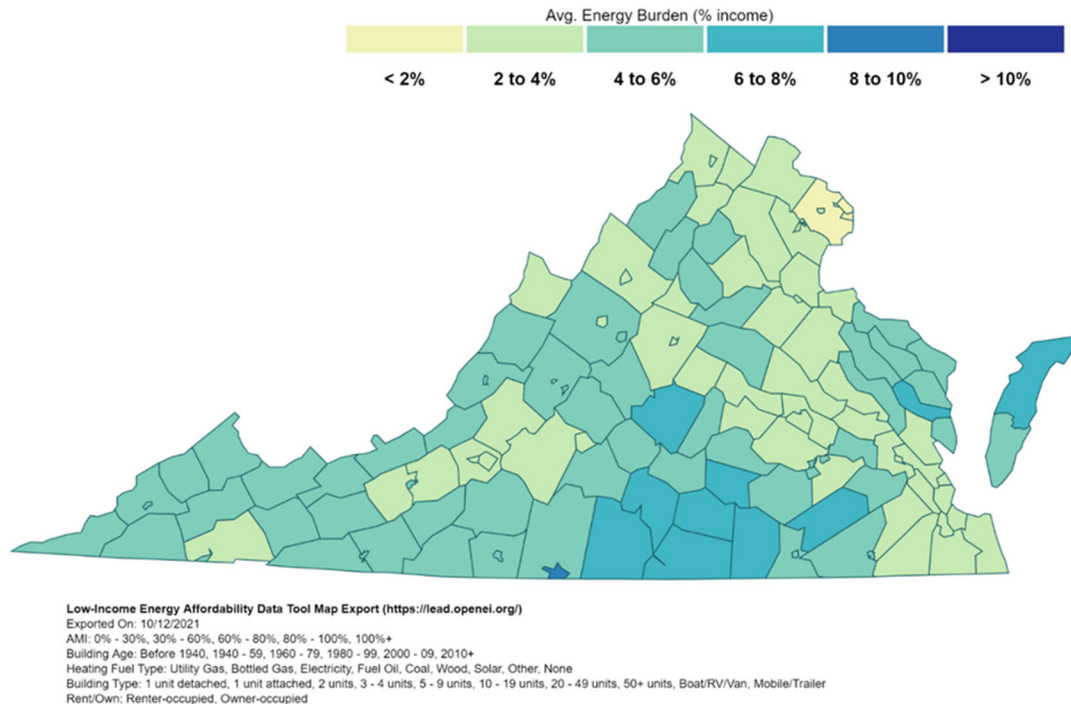 Avg. Energy Burden (% income)
< 2% 2 to 4% 4 to 6% 6 to 8% 8 to 10% > 10%
Low-Income Energy Affordability Data Tool Map Export (https://lead.openei.org/)
Exported On: 10/12/2021
AMI: 0% - 30%, 30% - 60%, 60% - 80%, 80% - 100%, 100%+
Building Age: Before 1940, 1940 - 59, 1960 - 79, 1980 - 99, 2000 - 09, 2010+
Heating Fuel Type: Utility Gas, Bottled Gas, Electricity, Fuel Oil, Coal, Wood, Solar, Other, None
Building Type: 1 unit detached, 1 unit attached, 2 units, 3 - 4 units, 5 - 9 units, 10 - 19 units, 20 - 49 units, 50+ units, Boat/RV/Van, Mobile/Trailer
Rent/Own: Renter-occupied, Owner-occupied